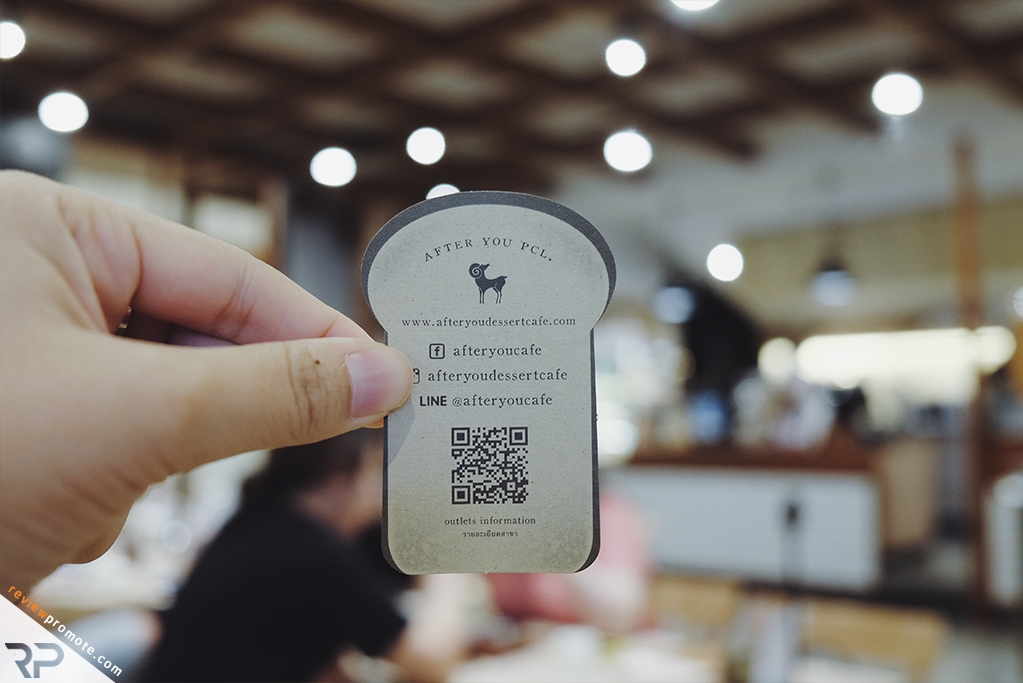 AFTER YOU PCL.
www.afteryoudessertcafe.com
afteryoucafe
afteryoudessertcafe
LINE @afteryoucafe
outlets information
รายละเอียดสาขา
reviewpromote.com
RP